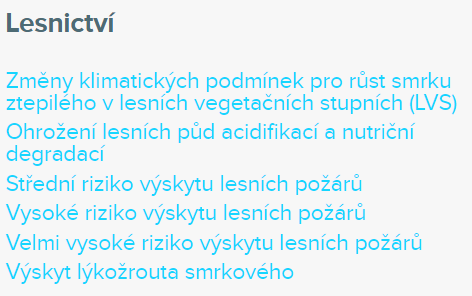 Lesnictví
Změny klimatických podmínek pro růst smrku
ztepilého v lesních vegetačních stupních (LVS)
Ohrožení lesních půd acidifikací a nutriční
degradací
Střední riziko výskytu lesních požárů
Vysoké riziko výskytu lesních požárů
Velmi vysoké riziko výskytu lesních požárů
Výskyt lýkožrouta smrkového